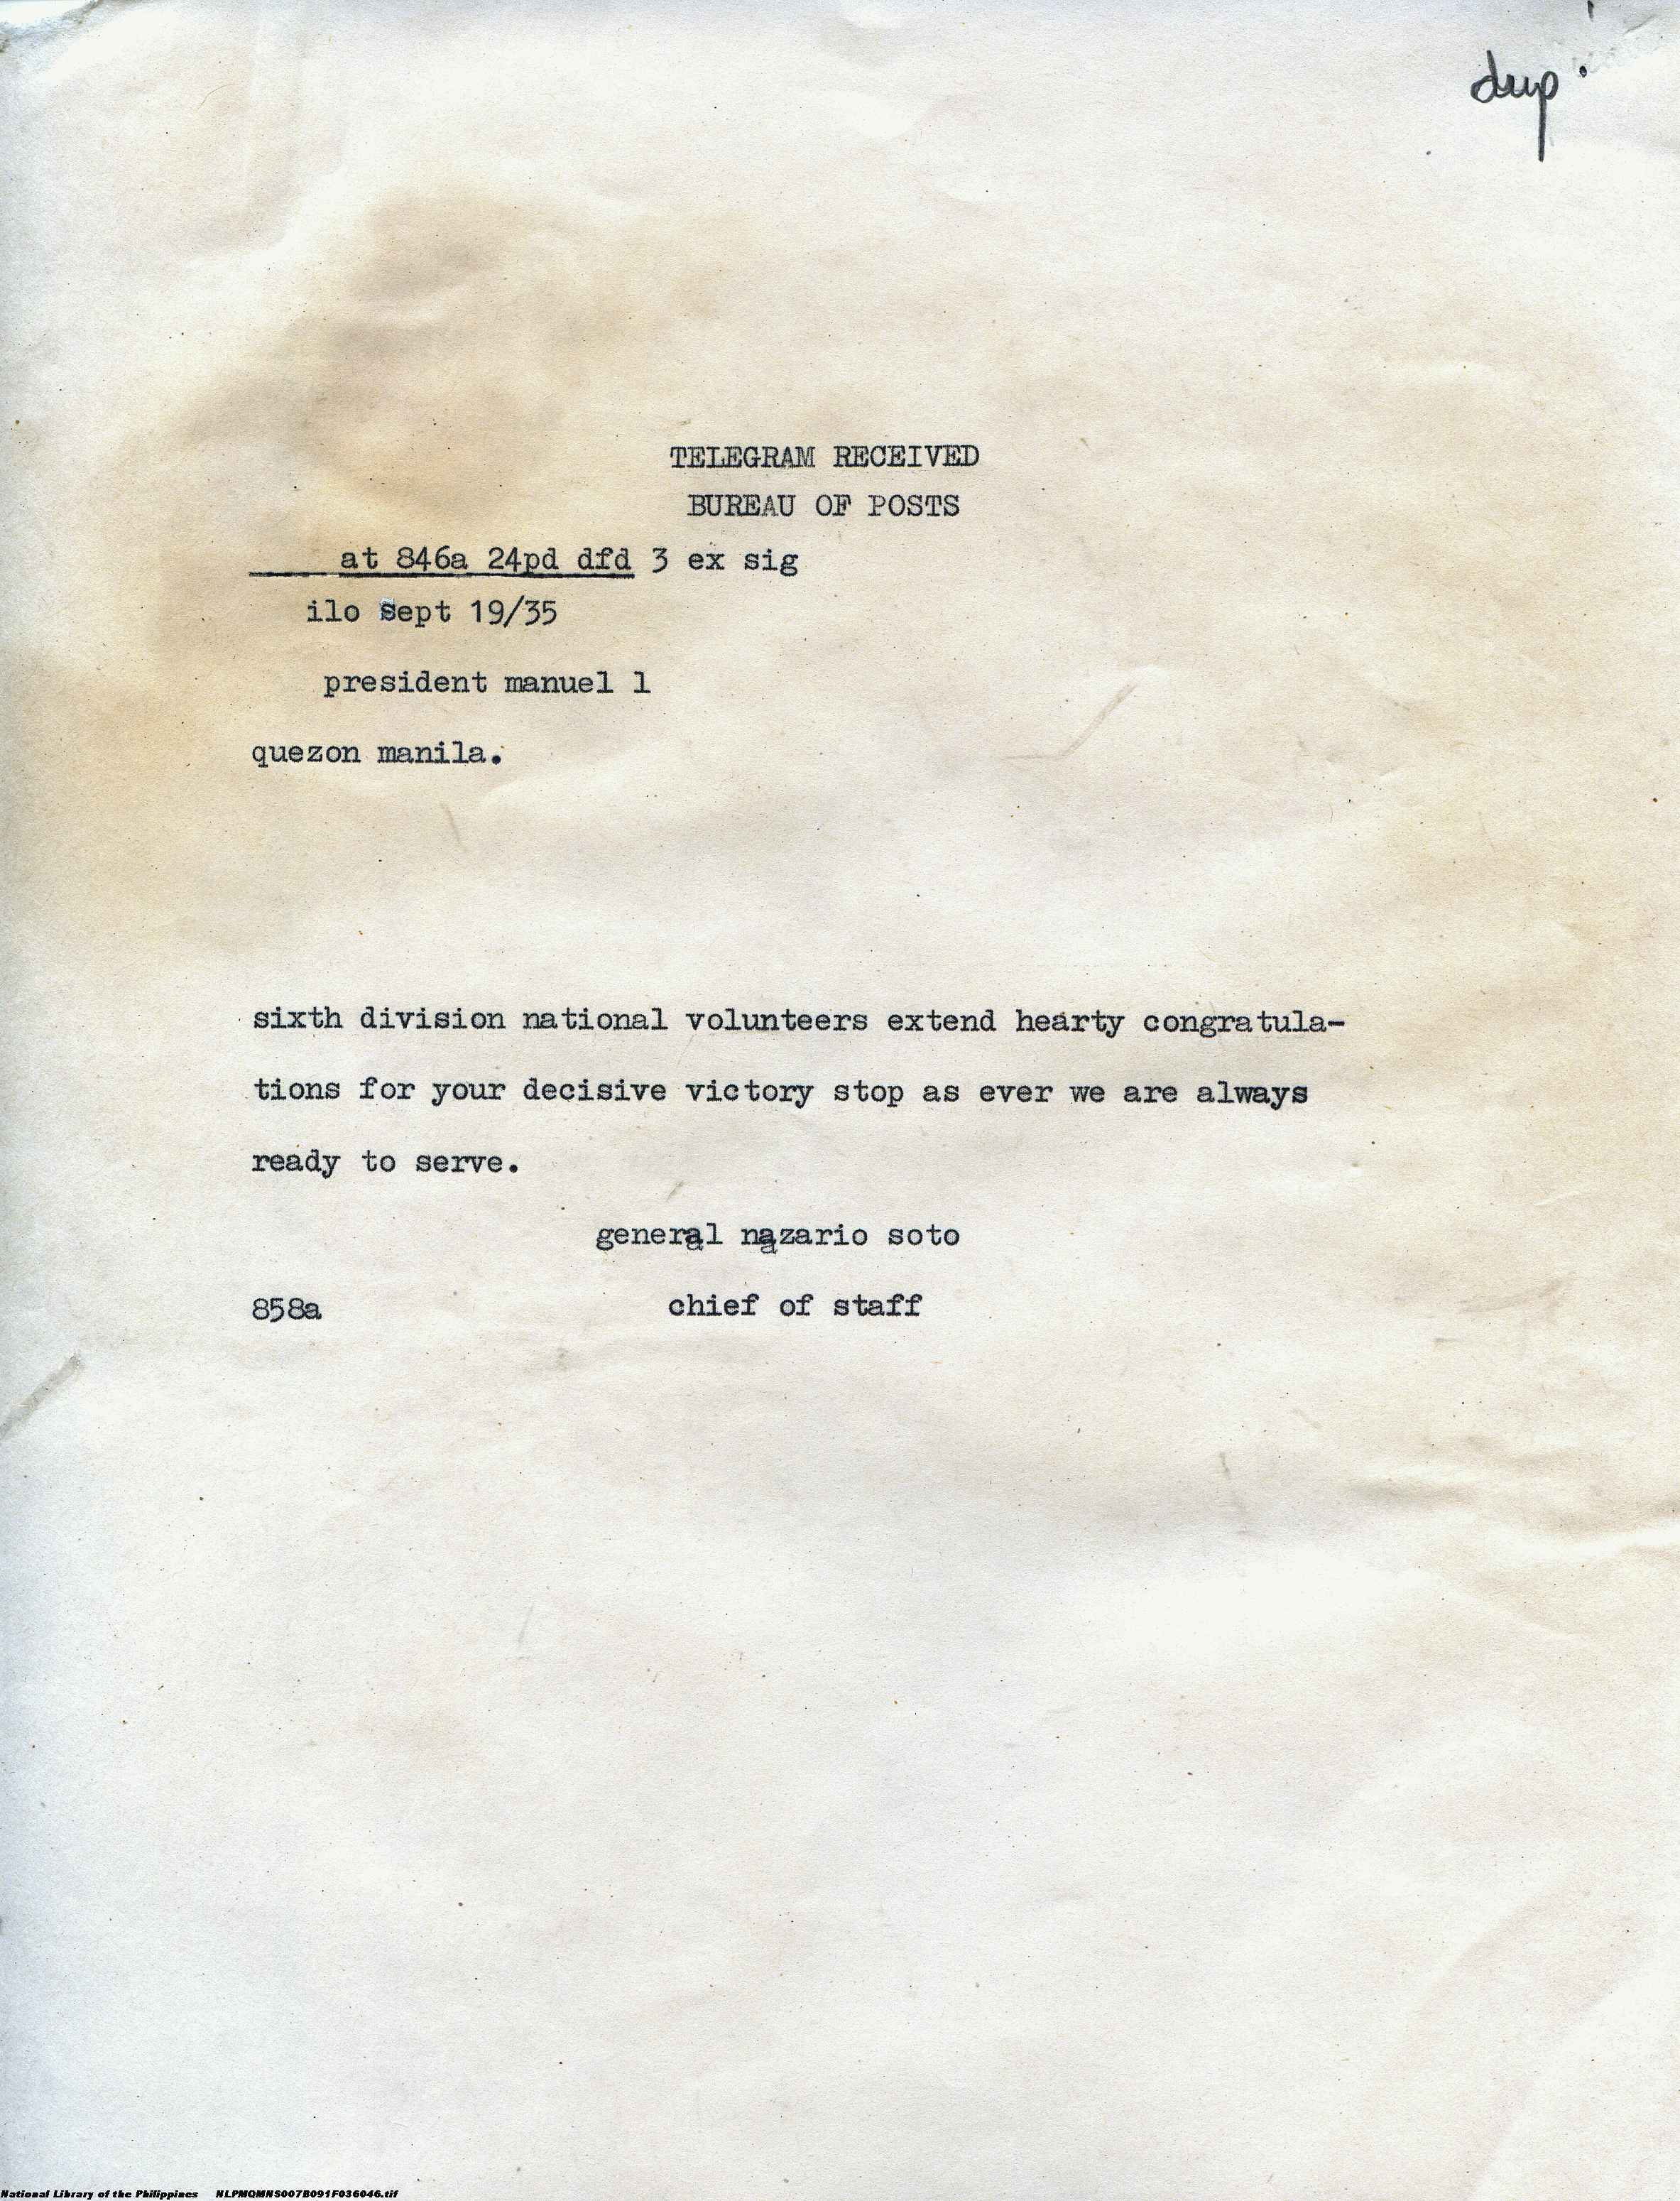 dup.
TELEGRAM RECEIVED
BUREAU OF POSTS
at 846a 24pd dfd 3 ex sig
ilo sept 19/35
president manuel l
quezon manila.
sixth division national volunteers extend hearty congratula-
tions for your decisive victory stop as ever we are always
ready to serve.
general nazario soto
858a chief of staff
National Library of the Philippines NLPMQMNS007B091F036046.tif